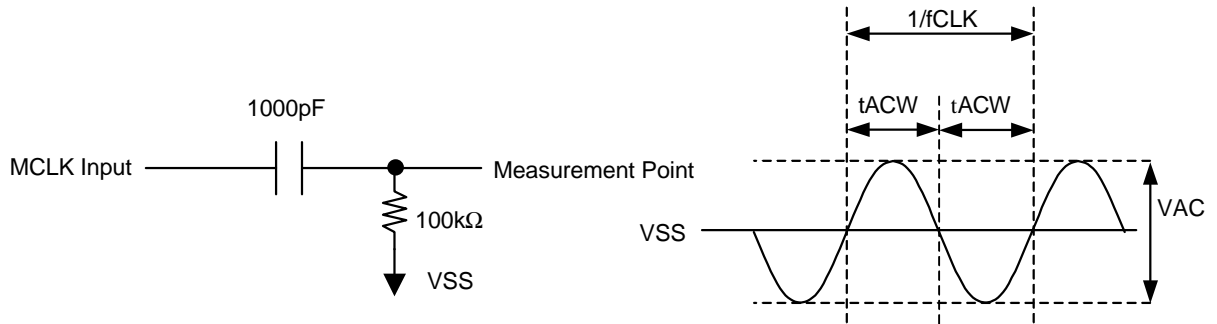 1000pF
MCLK Input
Measurement Point
100kΩ
VSS
1/fCLK
tACW
tACW
VSS
VAC